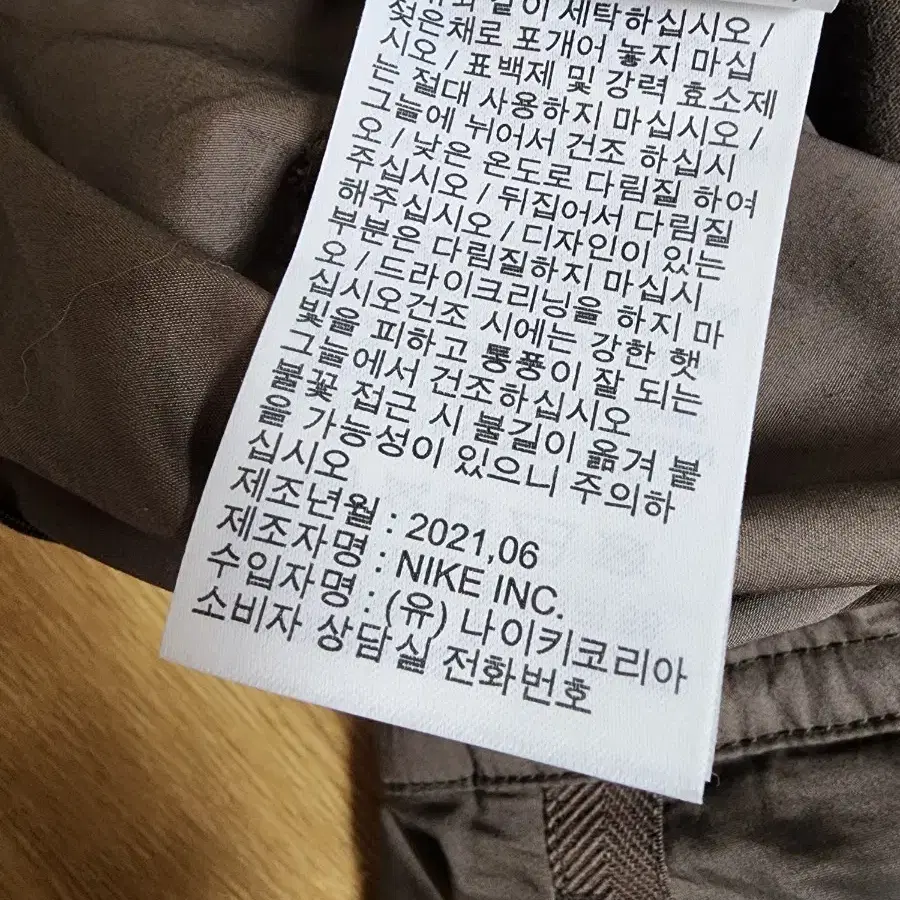 같이 세탁하십시오 /
젖은채로 포개어 놓지 마십
시오 / 표백제 및 강력 효소제
는 절대 사용하지 마십시오 /
그늘에 뉘어서 건조 하십시
오 / 낮은 온도로 다림질 하여
주십시오 / 뒤집어서 다림질
해주십시오 / 디자인이 있는
부분은 다림질하지 마십시
오 / 드라이크리닝을 하지 마
십시오건조 시에는 강한 햇
빛을 피하고 통풍이 잘 되는
그늘에서 건조하십시오
불꽃 접근 시 불길이 옮겨 붙
을 가능성이 있으니 주의하
십시오
제조년월 : 2021,06
제조자명 : NIKE INC.
수입자명 : (유) 나이키코리아
소비자 상담실 전화번호